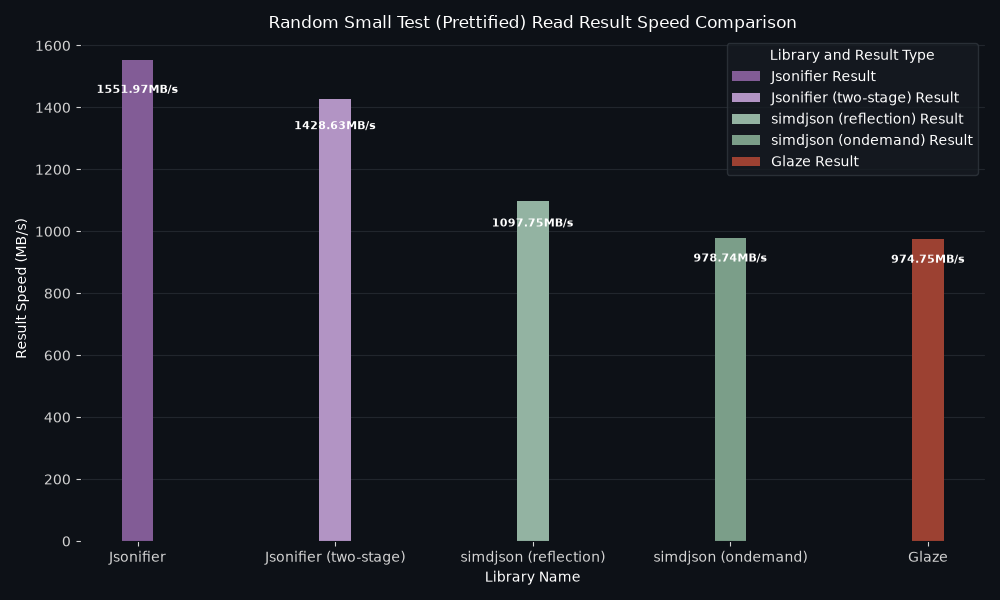 Random Small Test (Prettified) Read Result Speed Comparison
Library and Result Type
Jsonifier Result
Jsonifier (two-stage) Result
simdjson (reflection) Result
simdjson (ondemand) Result
Glaze Result
Result Speed (MB/s)
1600
1400
1200
1000
800
600
400
200
0
1551.97MB/s
1428.63MB/s
1097.75MB/s
978.74MB/s
974.75MB/s
Jsonifier
Jsonifier (two-stage)
simdjson (reflection)
simdjson (ondemand)
Glaze
Library Name